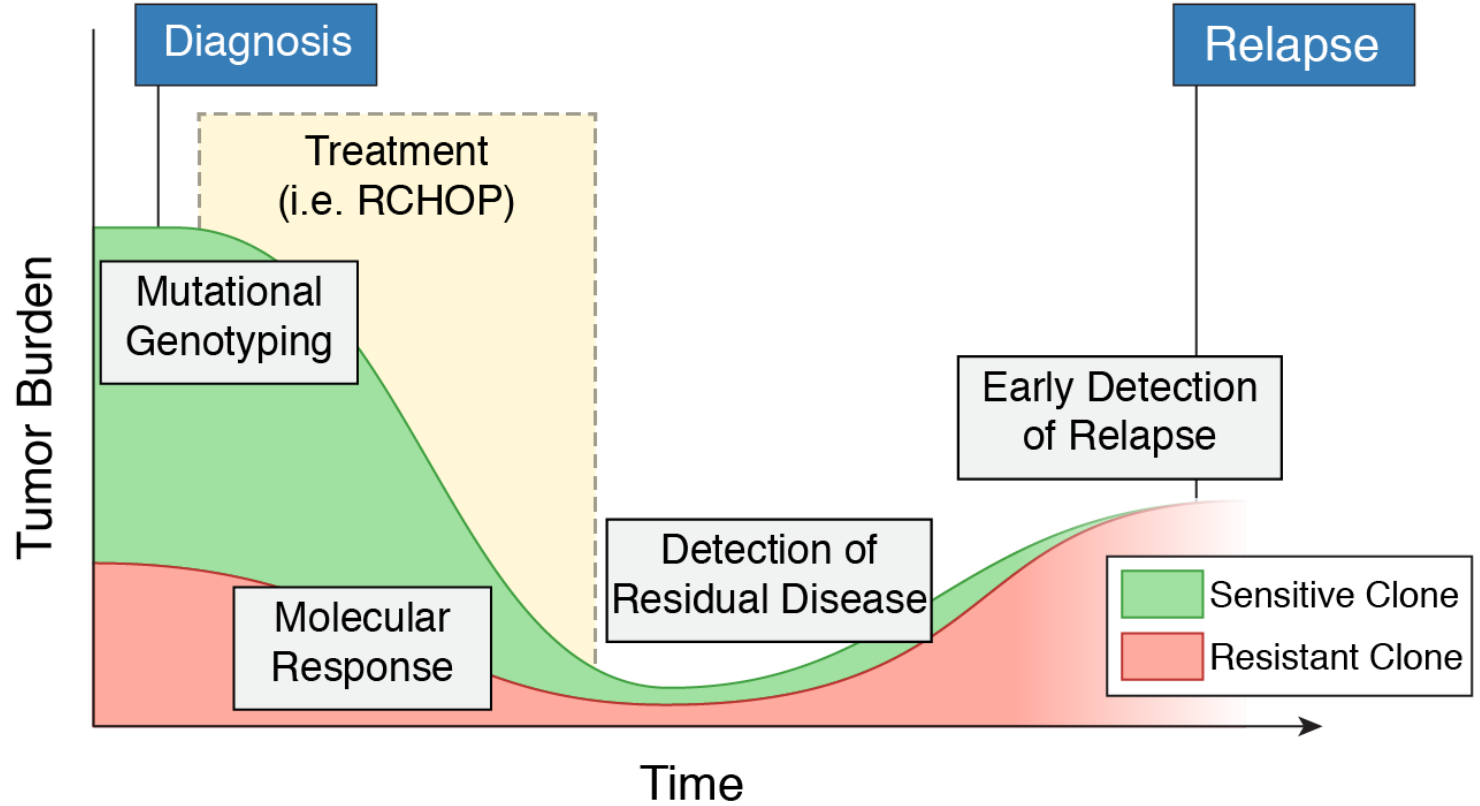 Diagnosis
Relapse
Treatment
(i.e. RCHOP)
Mutational
Genotyping
Tumor Burden
Early Detection
of Relapse
Detection of
Residual Disease
Molecular
Response
Sensitive Clone
Resistant Clone
Time